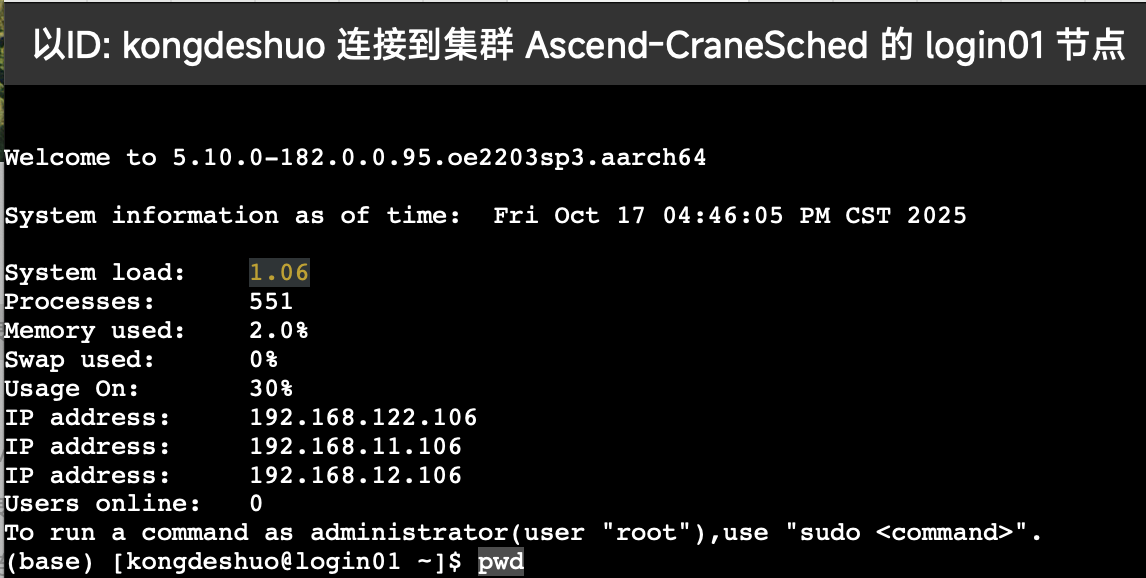 以ID: kongdeshuo 连接到集群 Ascend-CraneSched 的 login01 节点
Welcome to 5.10.0-182.0.0.95.oe2203sp3.aarch64
System information as of time:  Fri Oct 17 04:46:05 PM CST 2025
System load:    1.06
Processes:      551
Memory used:    2.0%
Swap used:      0%
Usage On:       30%
IP address:     192.168.122.106
IP address:     192.168.11.106
IP address:     192.168.12.106
Users online:   0
To run a command as administrator(user "root"),use "sudo <command>".
(base) [kongdeshuo@login01 ~]$ pwd